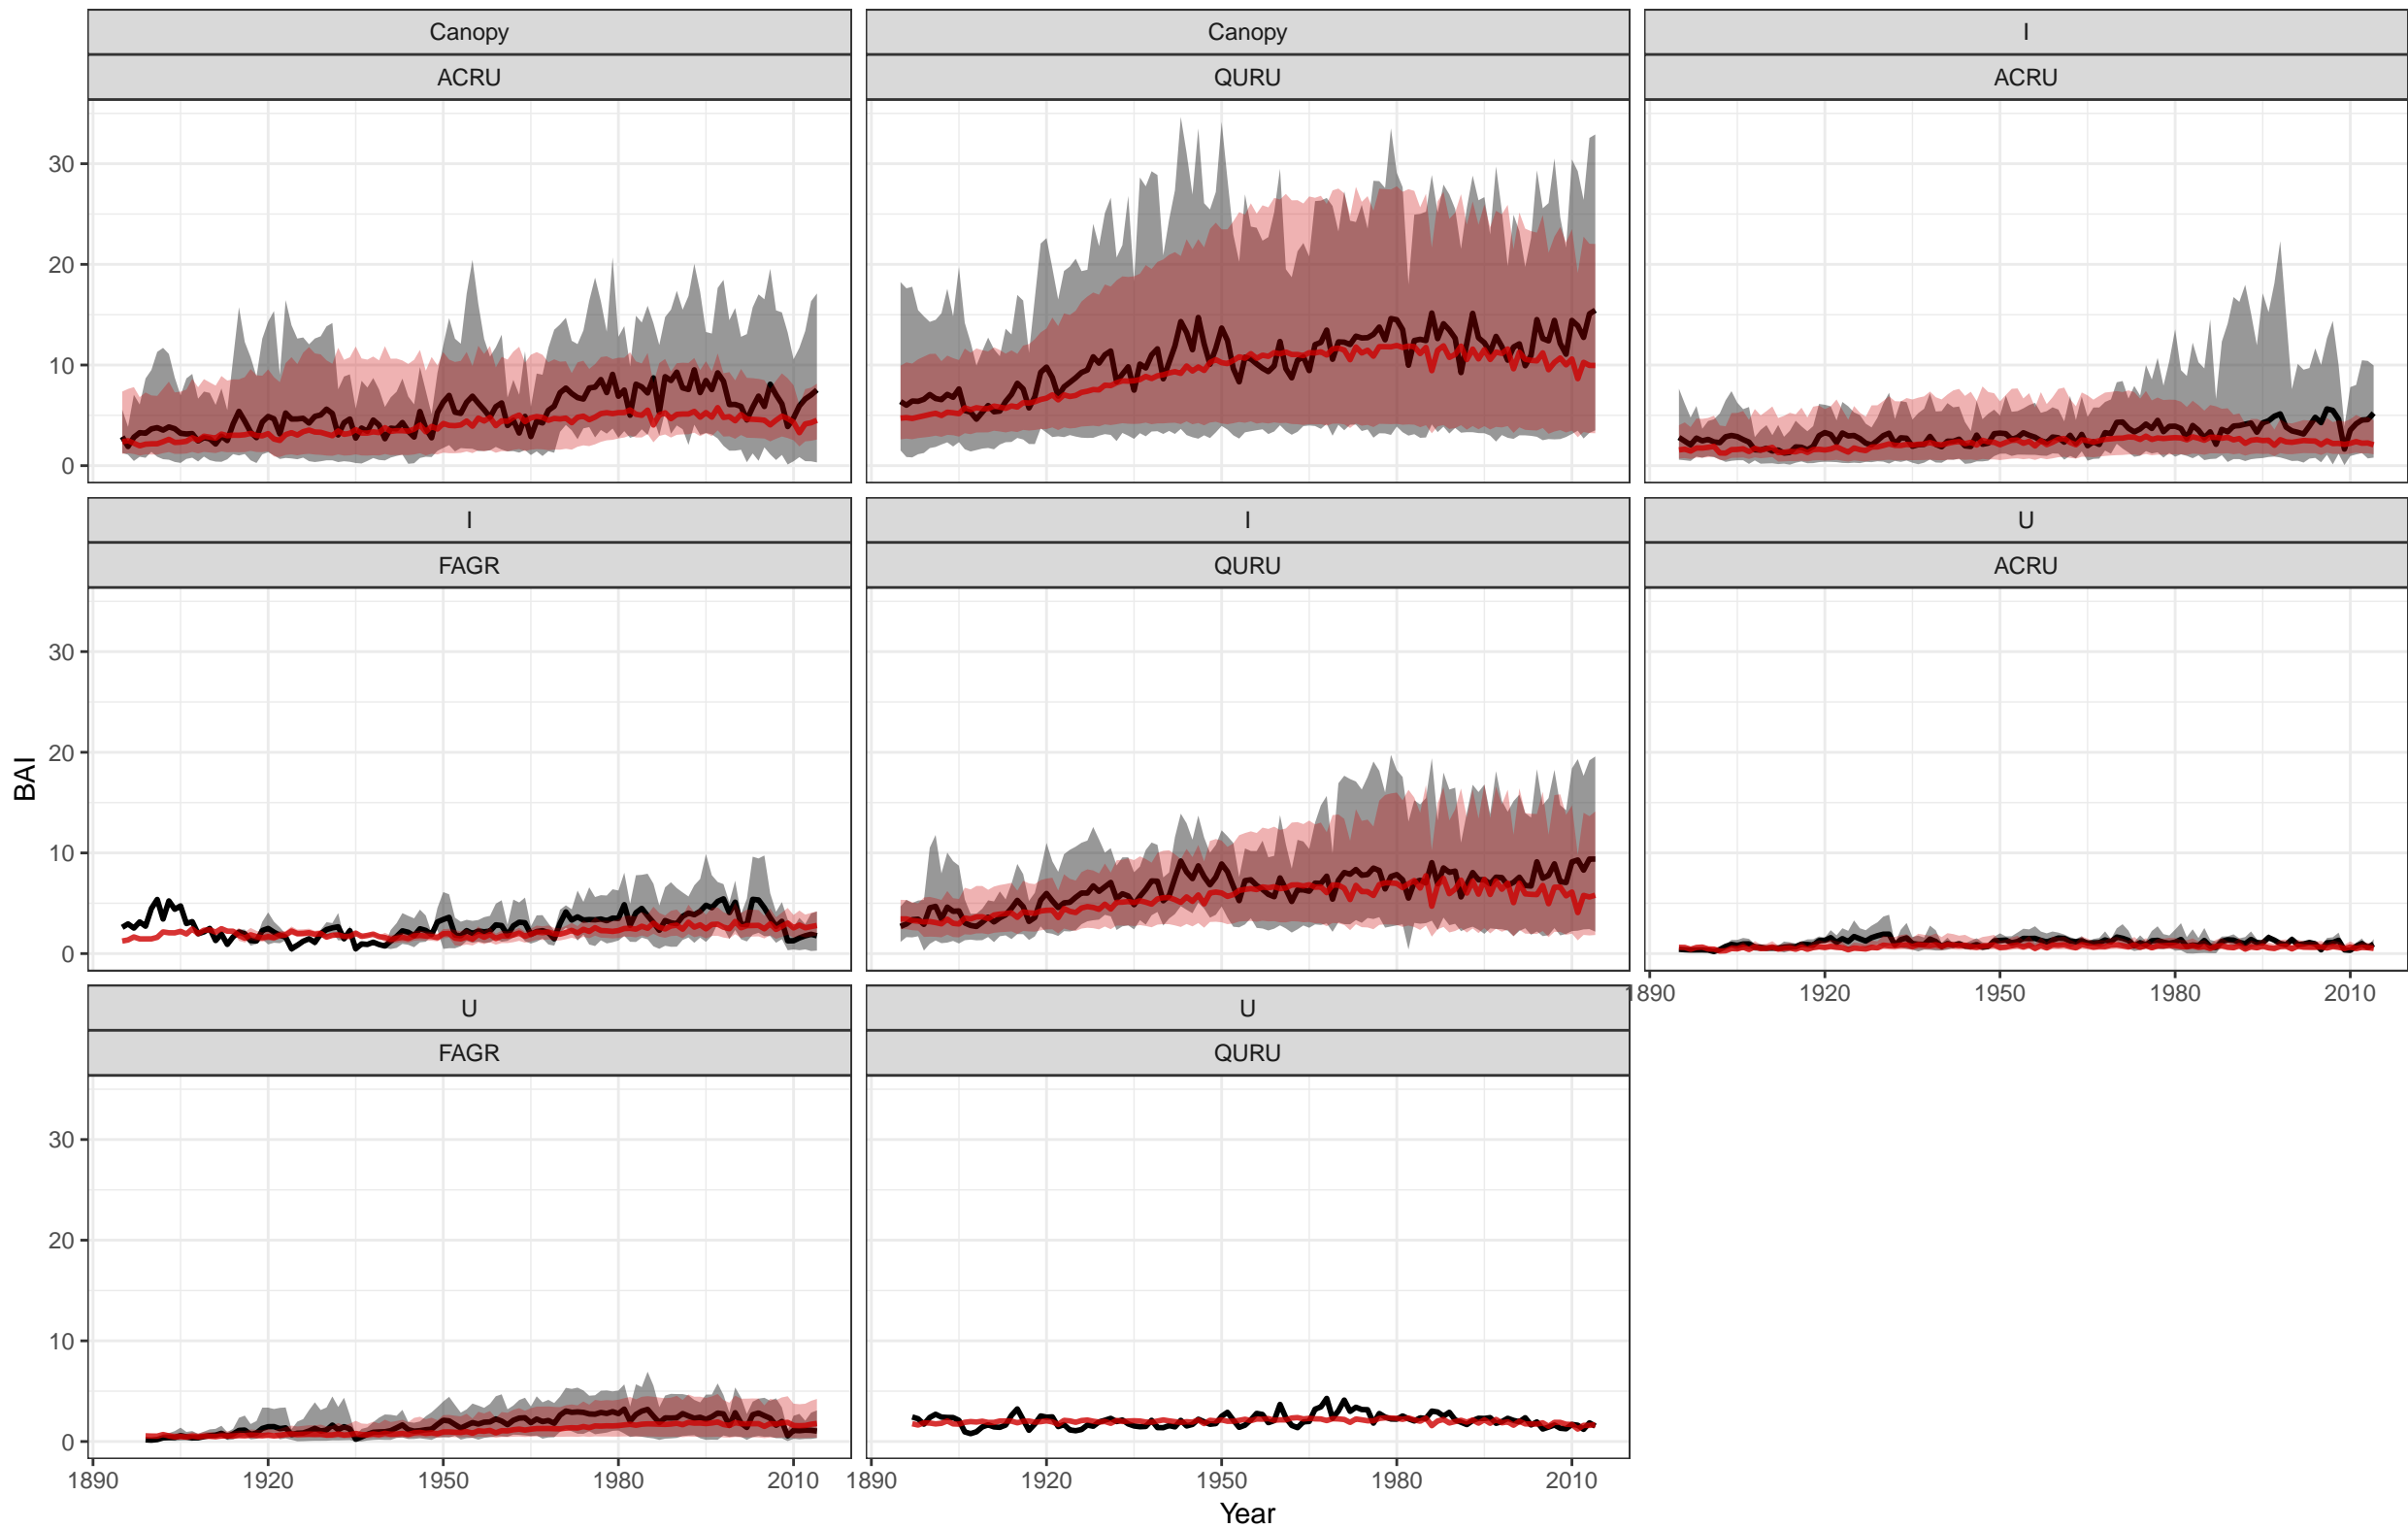 Canopy Canopy I
ACRU QURU ACRU
30
20
10
0
I I U
FAGR QURU ACRU
30
20
10
0
BAI
1890 1920 1950 1980 2010
U U
FAGR QURU
30
20
10
0
1890 1920 1950 1980 2010 1890 1920 1950 1980 2010
Year